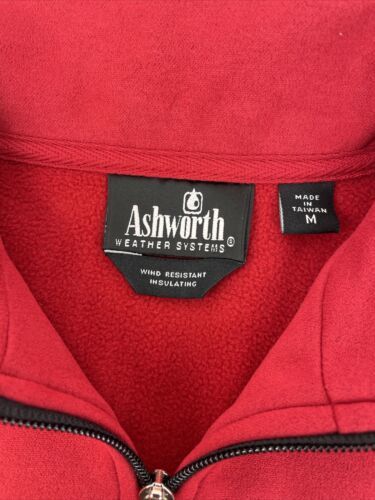 Ashworth
WEATHER SYSTEMS®
WIND RESISTANT
INSULATING
MADE
IN
TAIWAN
M